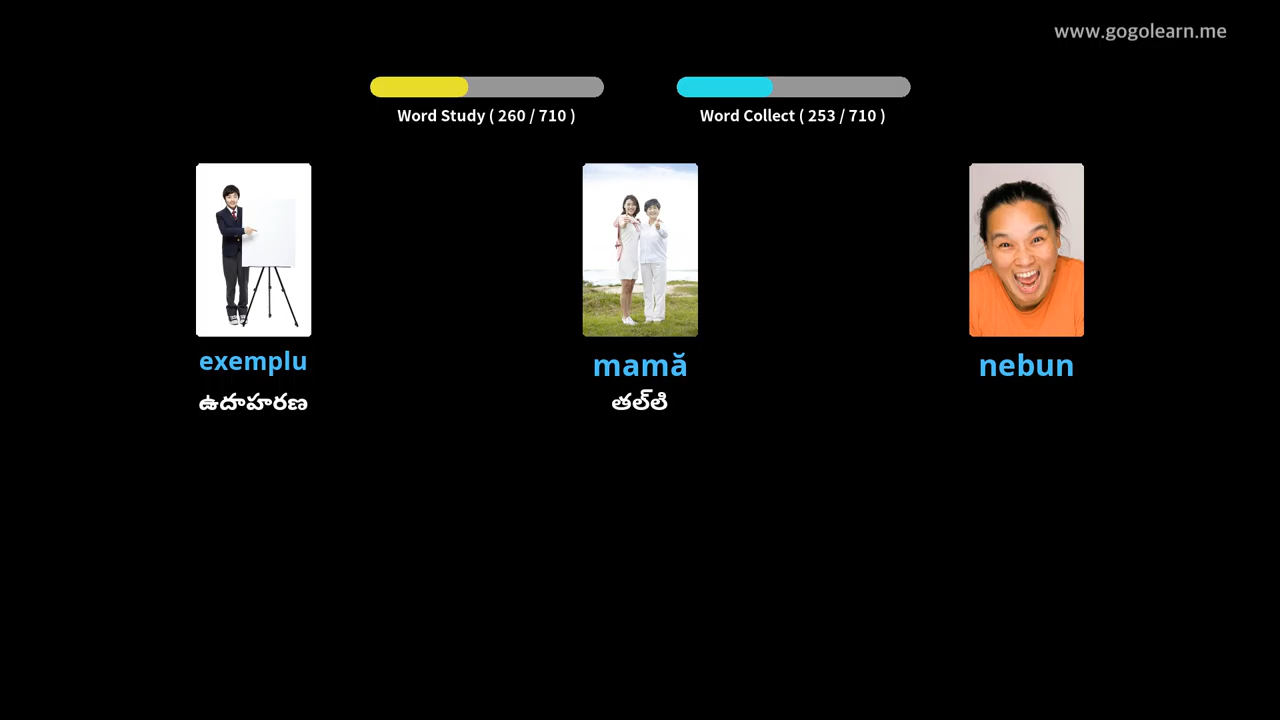 www.gogolearn.me
Word Study ( 260 / 710 )
Word Collect ( 253 / 710 )
exemplu
mamă
nebun
ఉదాహరణ
తల్లి